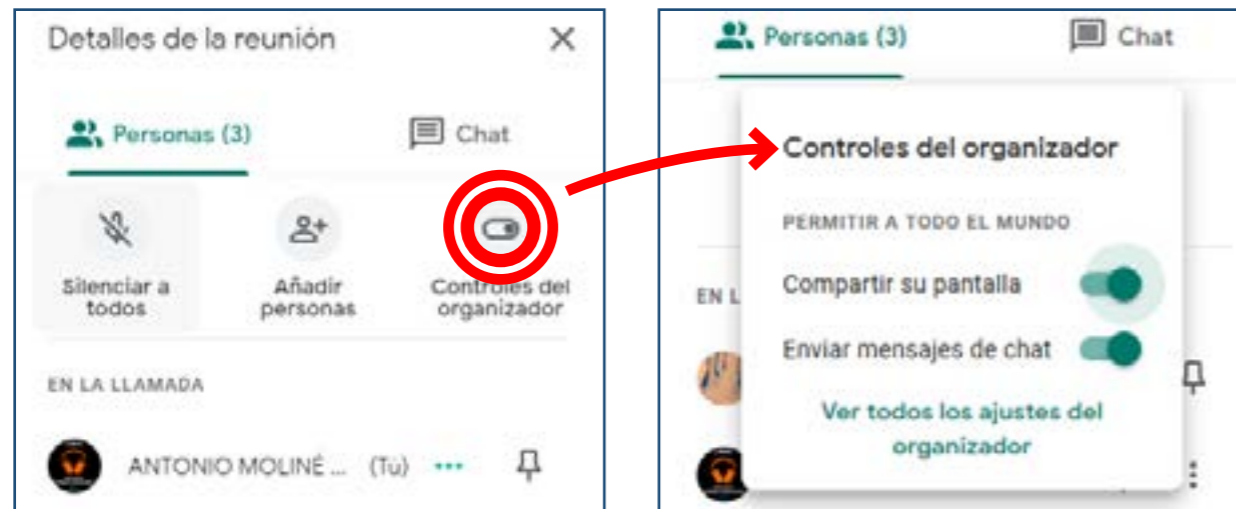 Detalles de la reunión
Personas (3)
Chat
Silenciar a
todos
Añadir
personas
Controles del
organizador
EN LA LLAMADA
ANTONIO MOLINÉ ... (Tú)
Personas (3)
Chat
Controles del organizador
PERMITIR A TODO EL MUNDO
Compartir su pantalla
EN L
Enviar mensajes de chat
Ver todos los ajustes del
organizador